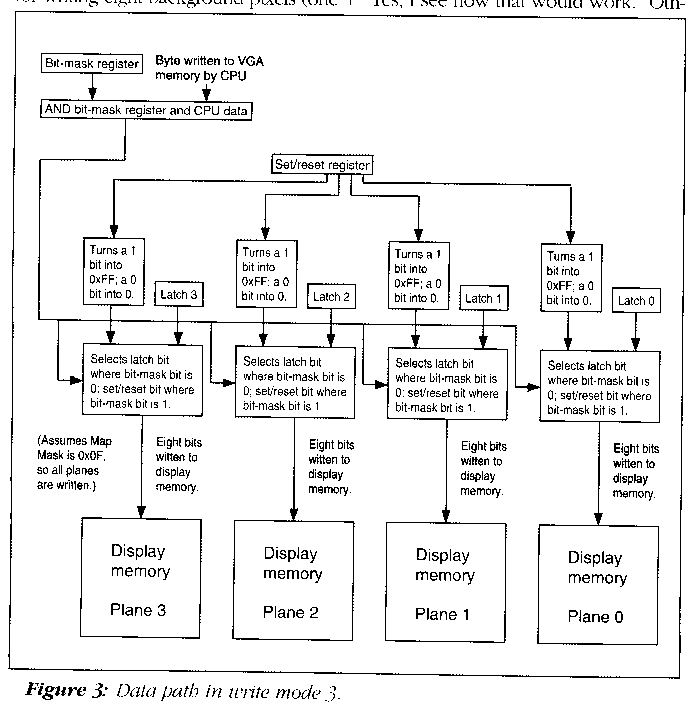 for writing eight background pixels (one Yes, I see how that would work. "Oth-
Bit-mask register
Byte written to VGA
memory by CPU
AND bit-mask register and CPU data
Set/reset register
Turns a 1
bit into
0xFF; a 0
bit into 0.
Latch 3
Turns a 1
bit into
0xFF; a 0
bit into 0.
Latch 2
Turns a 1
bit into
0xFF; a 0
bit into 0.
Latch 1
Turns a 1
bit into
0xFF; a 0
bit into 0.
Latch 0
Selects latch bit
where bit-mask bit is
0; set/reset bit where
bit-mask bit is 1.
Selects latch bit
where bit-mask bit is
0; set/reset bit where
bit-mask bit is 1
Selects latch bit
where bit-mask bit is
0; set/reset bit where
bit-mask bit is 1.
Selects latch bit
where bit-mask bit is
0; set/reset bit where
bit-mask bit is 1.
(Assumes Map
Mask is 0x0F,
so all planes
are written.)
Eight bits
witten to
display
memory.
Eight bits
witten to
display
memory.
Eight bits
witten to
display
memory.
Eight bits
witten to
display
memory.
Display
memory
Plane 3
Display
memory
Plane 2
Display
memory
Plane 1
Display
memory
Plane 0
Figure 3: Data path in write mode 3.